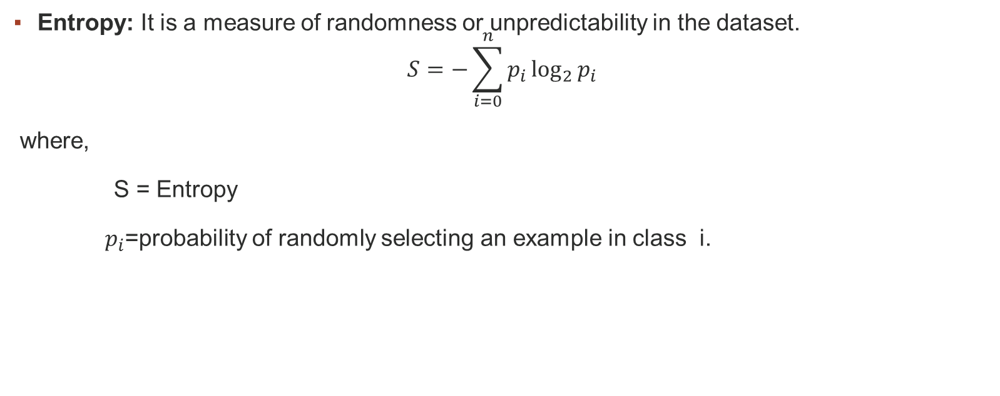 ▪ Entropy: It is a measure of randomness or unpredictability in the dataset.
S = − ∑_{i=0}^{n} p_i log_2 p_i
where,
S = Entropy
p_i=probability of randomly selecting an example in class i.